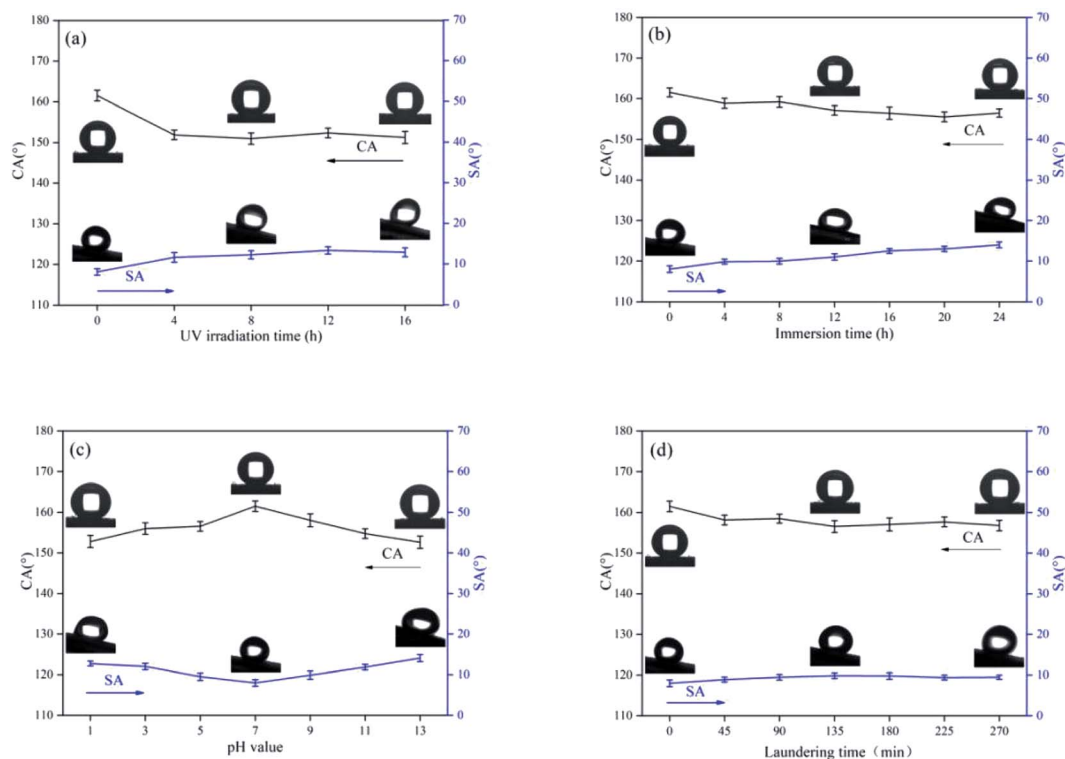 (a)
180
170
160
150
140
130
120
110
CA(°)
70
60
50
40
30
20
10
0
SA(°)
CA
SA
0 4 8 12 16
UV irradiation time (h)
(b)
180
170
160
150
140
130
120
110
CA(°)
70
60
50
40
30
20
10
0
SA(°)
CA
SA
0 4 8 12 16 20 24
Immersion time (h)
(c)
180
170
160
150
140
130
120
110
CA(°)
70
60
50
40
30
20
10
0
SA(°)
CA
SA
1 3 5 7 9 11 13
pH value
(d)
180
170
160
150
140
130
120
110
CA(°)
70
60
50
40
30
20
10
0
SA(°)
CA
SA
0 45 90 135 180 225 270
Laundering time（min）